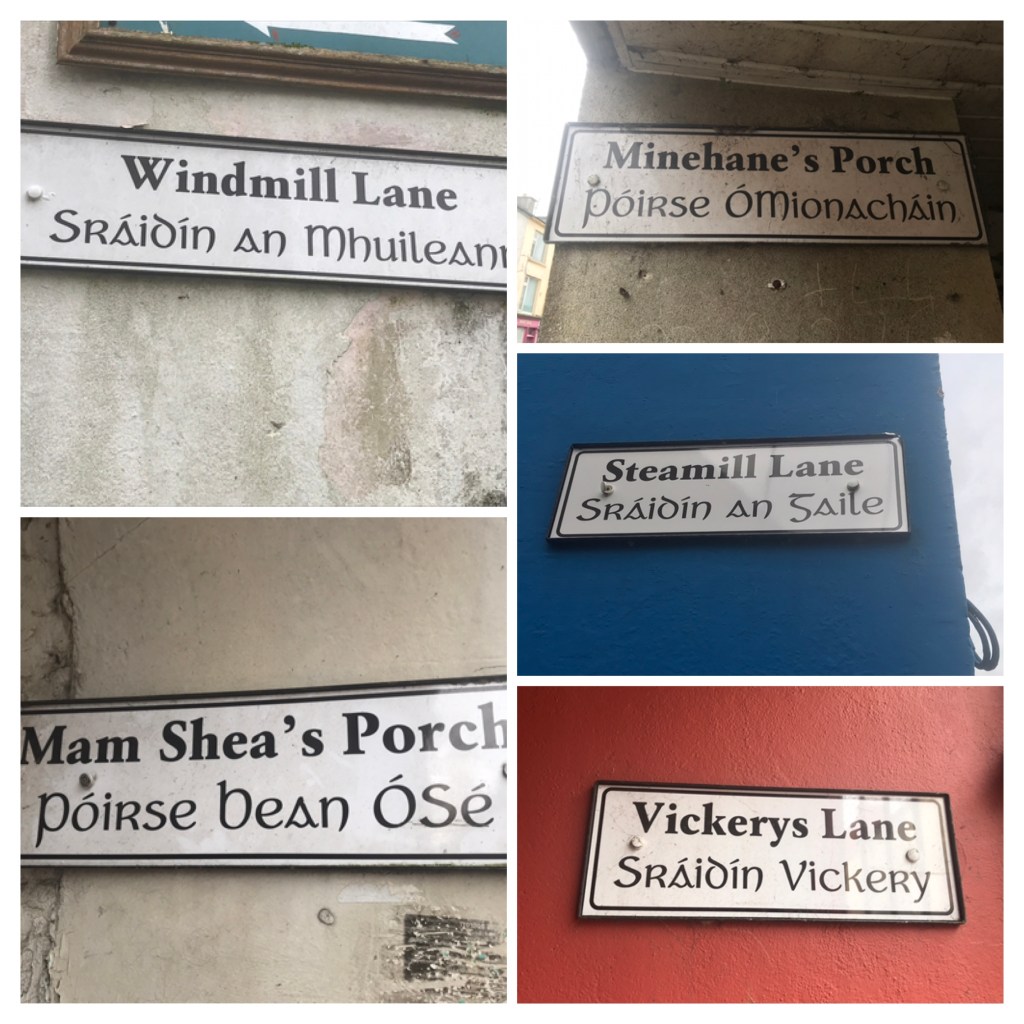 Windmill Lane
Sráidín an Mhuileann
Minehane's Porch
Póirse ÓMionacháin
Steamill Lane
Sráidín an Gaile
Mam Shea's Porch
Póirse Bean ÓSé
Vickerys Lane
Sráidín Vickery